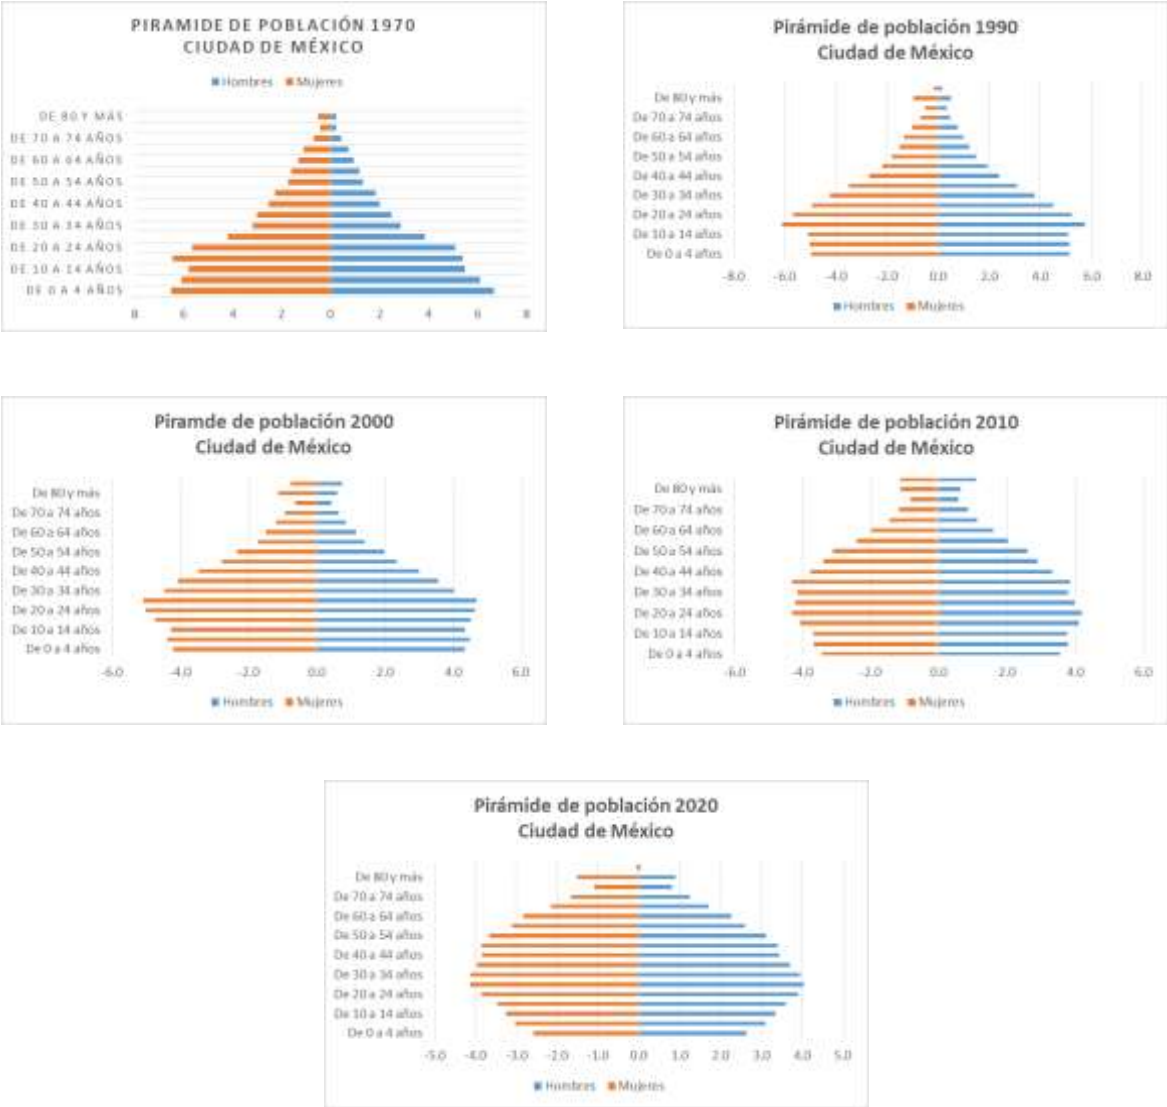 PIRAMIDE DE POBLACIÓN 1970
CIUDAD DE MÉXICO
Hombres Mujeres
DE 80 Y MÁS
DE 70 A 74 AÑOS
DE 60 A 64 AÑOS
DE 50 A 54 AÑOS
DE 40 A 44 AÑOS
DE 30 A 34 AÑOS
DE 20 A 24 AÑOS
DE 10 A 14 AÑOS
DE 0 A 4 AÑOS
8 6 4 2 0 2 4 6 8
Pirámide de población 1990
Ciudad de México
De 80 y más
De 70 a 74 años
De 60 a 64 años
De 50 a 54 años
De 40 a 44 años
De 30 a 34 años
De 20 a 24 años
De 10 a 14 años
De 0 a 4 años
-8.0 -6.0 -4.0 -2.0 0.0 2.0 4.0 6.0 8.0
Hombres Mujeres
Piramde de población 2000
Ciudad de México
De 80 y más
De 70 a 74 años
De 60 a 64 años
De 50 a 54 años
De 40 a 44 años
De 30 a 34 años
De 20 a 24 años
De 10 a 14 años
De 0 a 4 años
-6.0 -4.0 -2.0 0.0 2.0 4.0 6.0
Hombres Mujeres
Pirámide de población 2010
Ciudad de México
De 80 y más
De 70 a 74 años
De 60 a 64 años
De 50 a 54 años
De 40 a 44 años
De 30 a 34 años
De 20 a 24 años
De 10 a 14 años
De 0 a 4 años
-6.0 -4.0 -2.0 0.0 2.0 4.0 6.0
Hombres Mujeres
Pirámide de población 2020
Ciudad de México
De 80 y más
De 70 a 74 años
De 60 a 64 años
De 50 a 54 años
De 40 a 44 años
De 30 a 34 años
De 20 a 24 años
De 10 a 14 años
De 0 a 4 años
-5.0 -4.0 -3.0 -2.0 -1.0 0.0 1.0 2.0 3.0 4.0 5.0
Hombres Mujeres